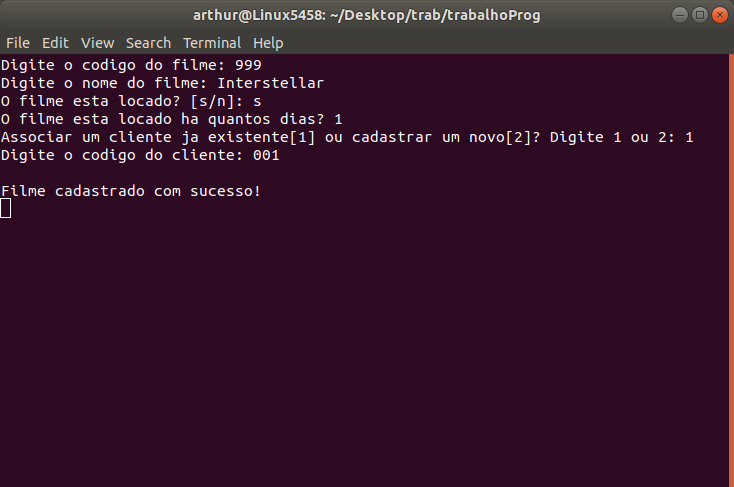 arthur@Linux5458: ~/Desktop/trab/trabalhoProg
File Edit View Search Terminal Help
Digite o codigo do filme: 999
Digite o nome do filme: Interstellar
O filme esta locado? [s/n]: s
O filme esta locado ha quantos dias? 1
Associar um cliente ja existente[1] ou cadastrar um novo[2]? Digite 1 ou 2: 1
Digite o codigo do cliente: 001
Filme cadastrado com sucesso!